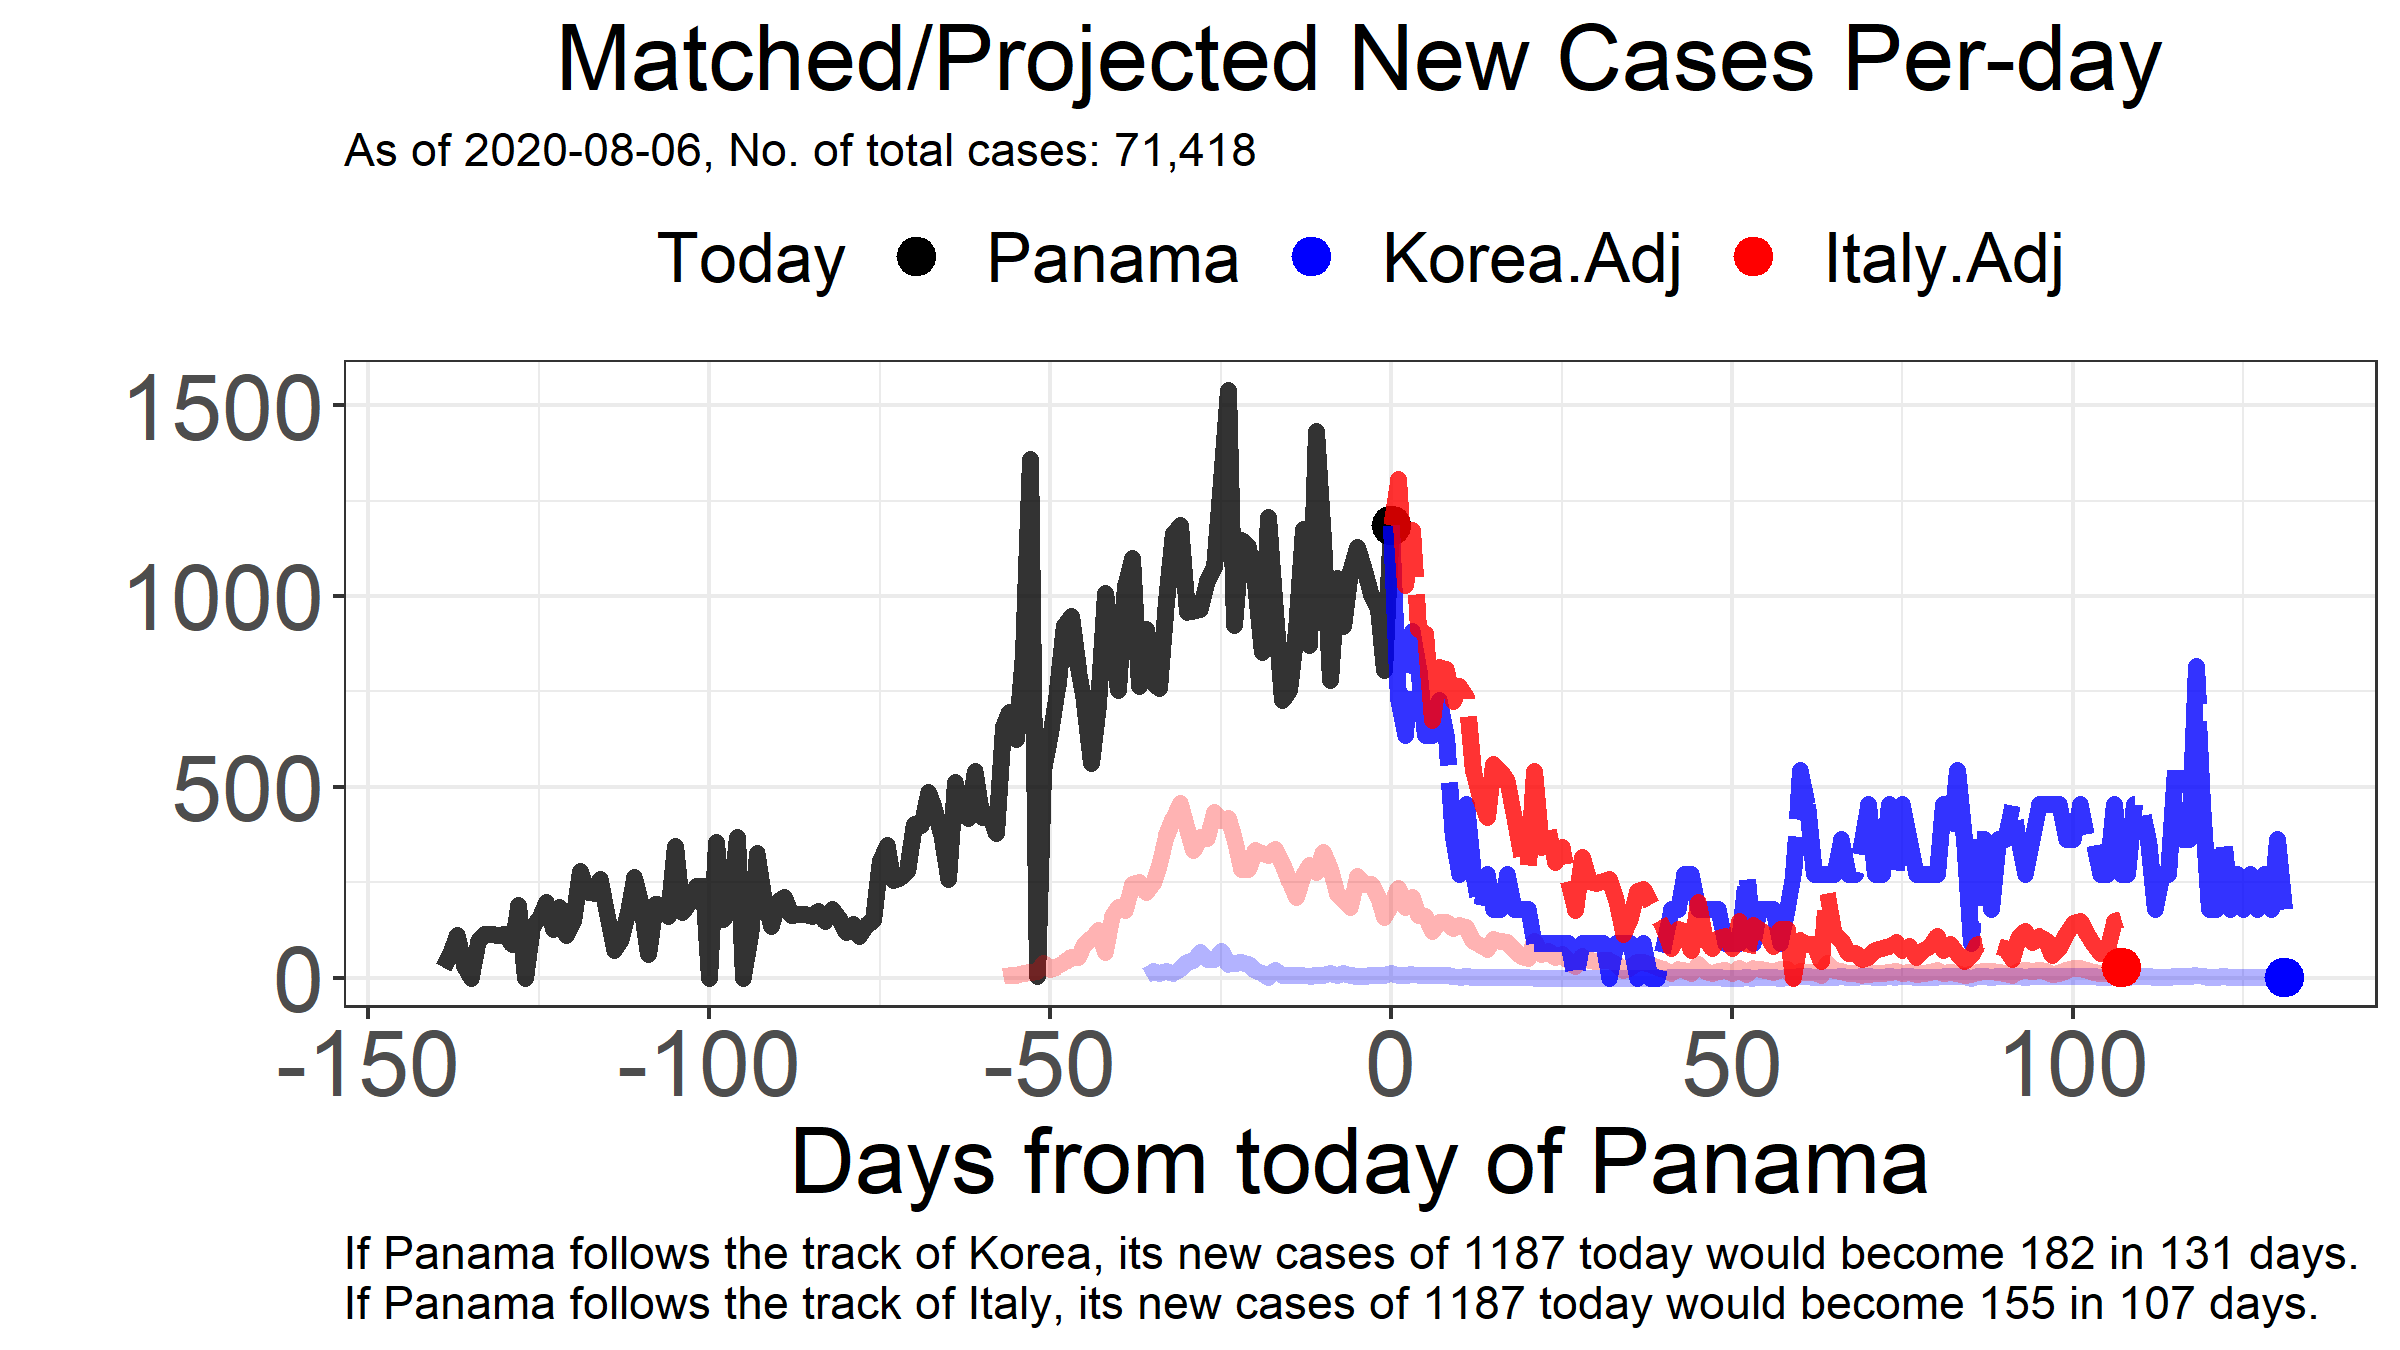 Matched/Projected New Cases Per-day
As of 2020-08-06, No. of total cases: 71,418
Today Panama Korea.Adj Italy.Adj
1500
1000
500
0
-150 -100 -50 0 50 100
Days from today of Panama
If Panama follows the track of Korea, its new cases of 1187 today would become 182 in 131 days.
If Panama follows the track of Italy, its new cases of 1187 today would become 155 in 107 days.